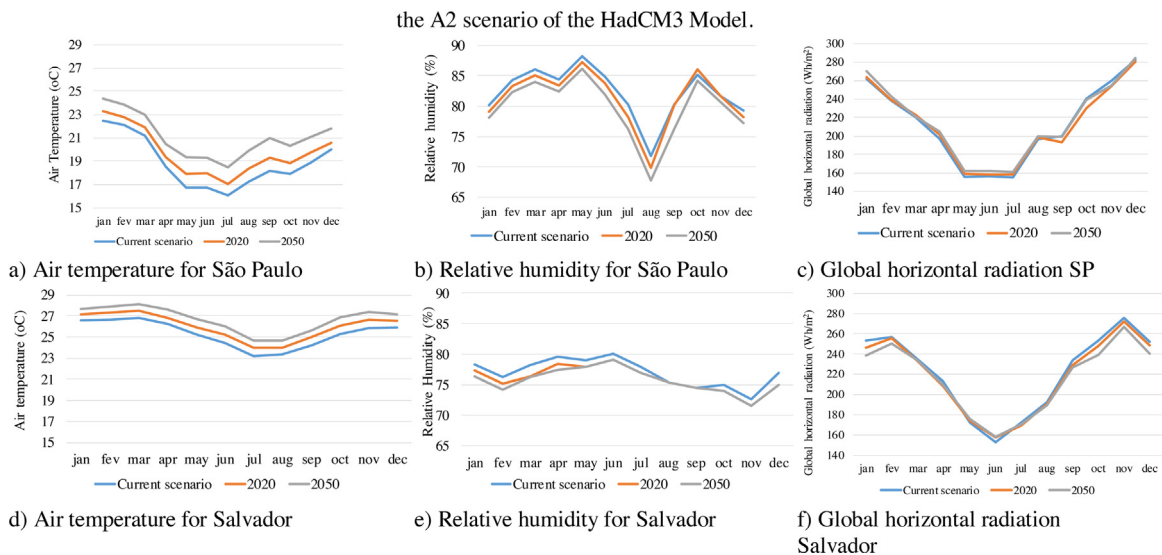 the A2 scenario of the HadCM3 Model.
Air Temperature (oC)
29
27
25
23
21
19
17
15
jan fev mar apr may jun jul aug sep oct nov dec
Current scenario 2020 2050
a) Air temperature for São Paulo
Relative humidity (%)
90
85
80
75
70
65
jan feb mar apr may jun jul aug sep oct nov dec
Current scenario 2020 2050
b) Relative humidity for São Paulo
Global horizontal radiation (Wh/m²)
300
280
260
240
220
200
180
160
140
jan feb mar apr may jun jul aug sep oct nov dec
Current scenario 2020 2050
c) Global horizontal radiation SP
Air temperature (oC)
29
27
25
23
21
19
17
15
jan feb mar apr may jun jul aug sep oct nov dec
Current scenario 2020 2050
d) Air temperature for Salvador
Relative Humidity (%)
90
85
80
75
70
65
jan feb mar apr may jun jul aug sep oct nov dec
Current scenario 2020 2050
e) Relative humidity for Salvador
Global horizontal radiation (Wh/m²)
300
280
260
240
220
200
180
160
140
jan fev mar apr may jun jul aug sep oct nov dec
Current scenario 2020 2050
f) Global horizontal radiation
Salvador